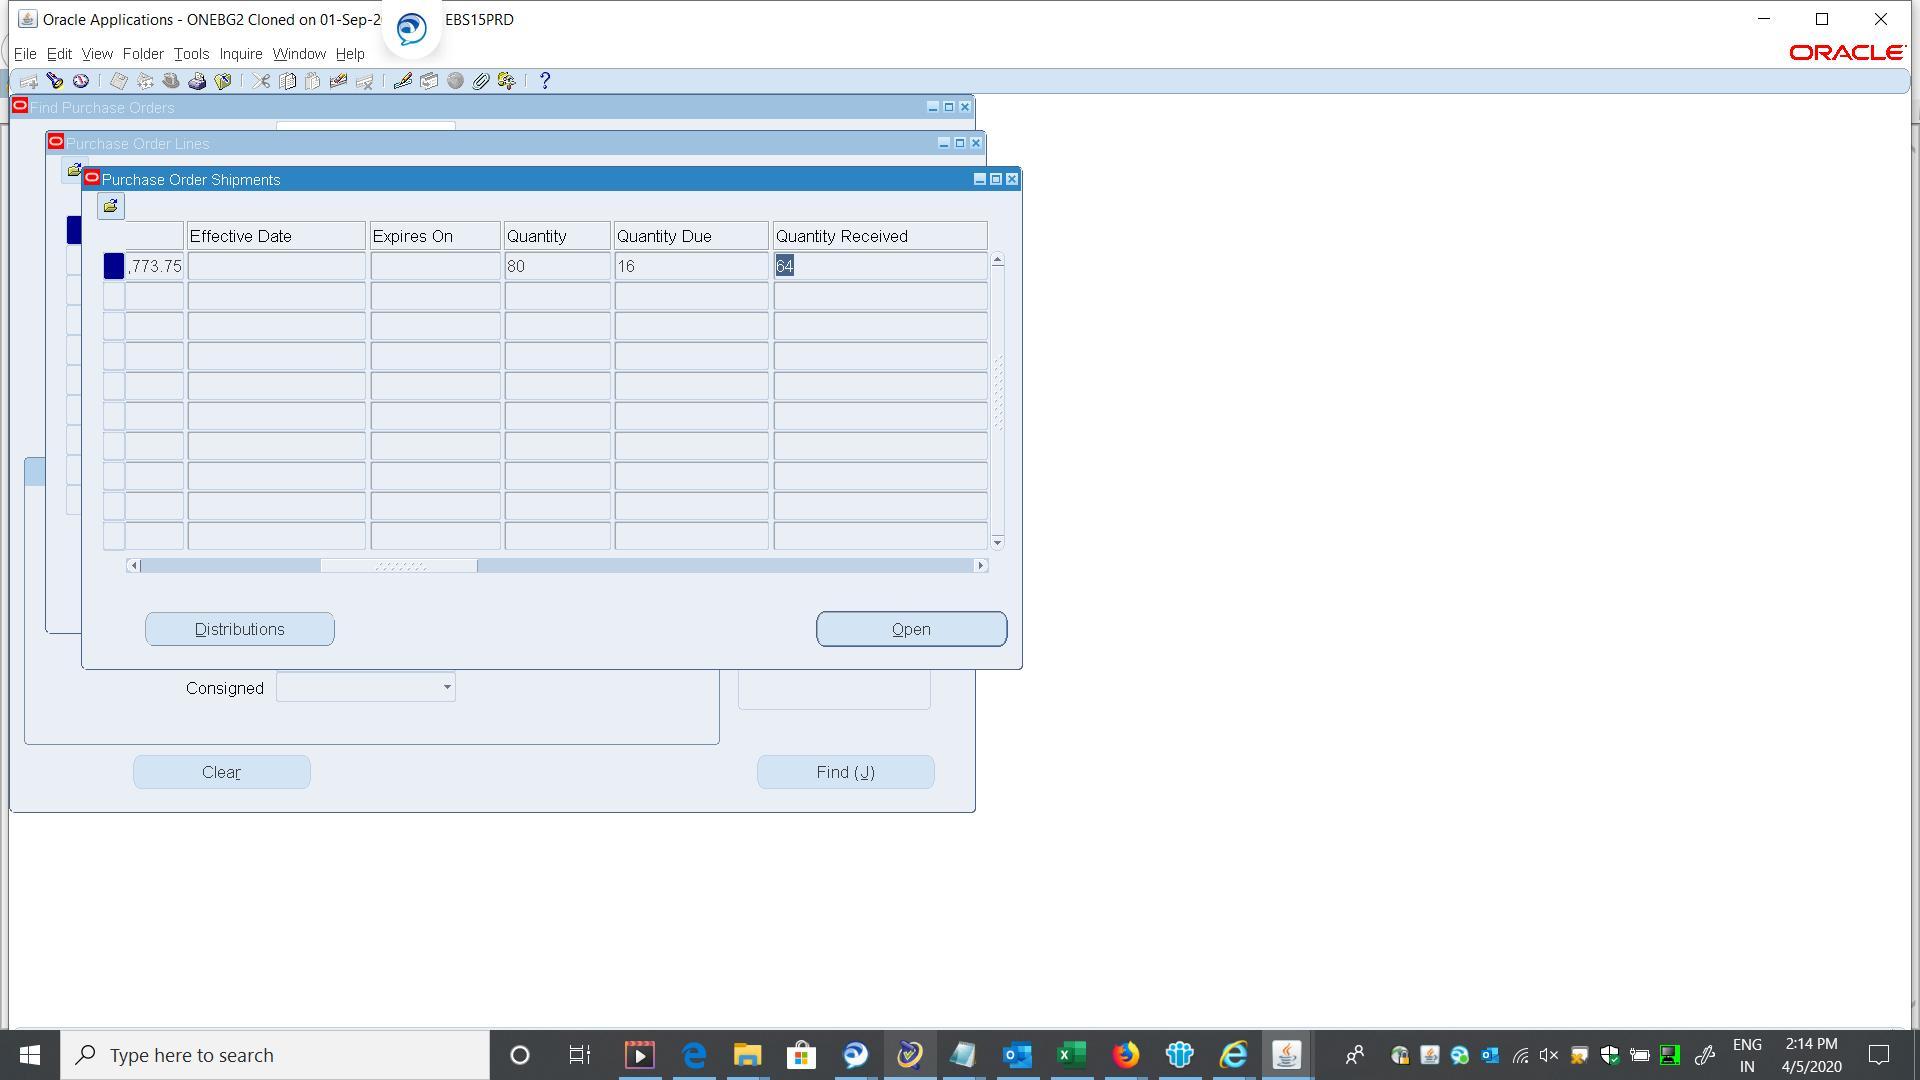 Oracle Applications - ONEBG2 Cloned on 01-Sep-2
EBS15PRD
File Edit View Folder Tools Inquire Window Help
ORACLE
Find Purchase Orders
Purchase Order Lines
Purchase Order Shipments
Effective Date Expires On Quantity Quantity Due Quantity Received
,773.75 80 16 64
Distributions Open
Consigned
Clear Find (J)
Type here to search
ENG
IN
2:14 PM
4/5/2020